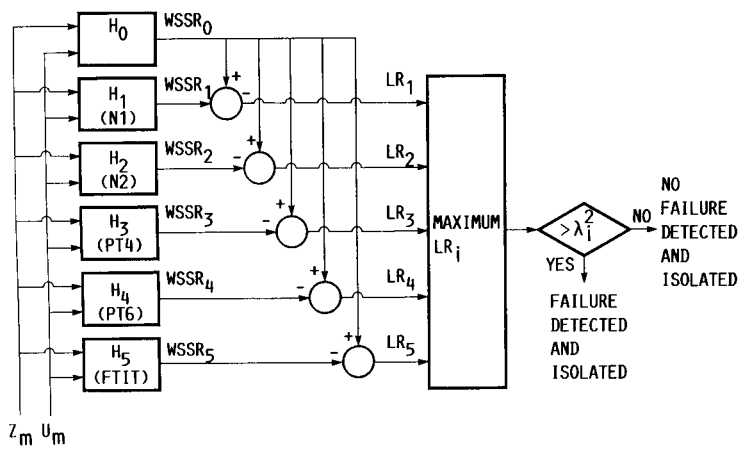 H0
WSSR0
H1
(N1)
WSSR1
+
-
LR1
H2
(N2)
WSSR2
+
-
LR2
H3
(PT4)
WSSR3
+
-
LR3
H4
(PT6)
WSSR4
+
-
LR4
H5
(FTIT)
WSSR5
+
-
LR5
MAXIMUM
LRi
>λi²
NO
YES
NO
FAILURE
DETECTED
AND
ISOLATED
FAILURE
DETECTED
AND
ISOLATED
Zm Um